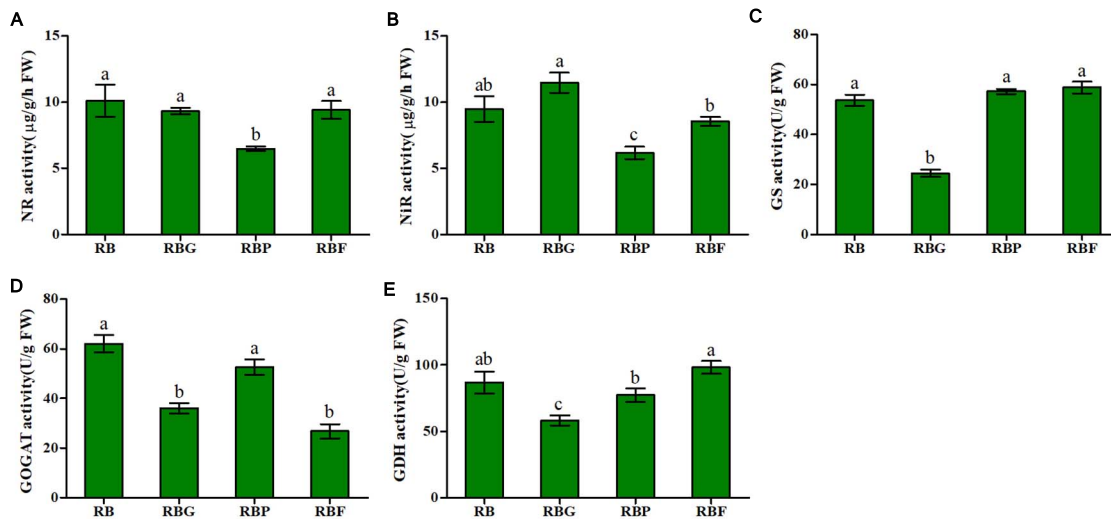 A
NR activity( μg/g/h FW)
15
10
5
0
a
a
b
a
RB RBG RBP RBF
B
NiR activity( μg/g/h FW)
15
10
5
0
ab
a
c
b
RB RBG RBP RBF
C
GS activity(U/g FW)
80
60
40
20
0
a
b
a
a
RB RBG RBP RBF
D
GOGAT activity(U/g FW)
80
60
40
20
0
a
b
a
b
RB RBG RBP RBF
E
GDH activity(U/g FW)
150
100
50
0
ab
c
b
a
RB RBG RBP RBF